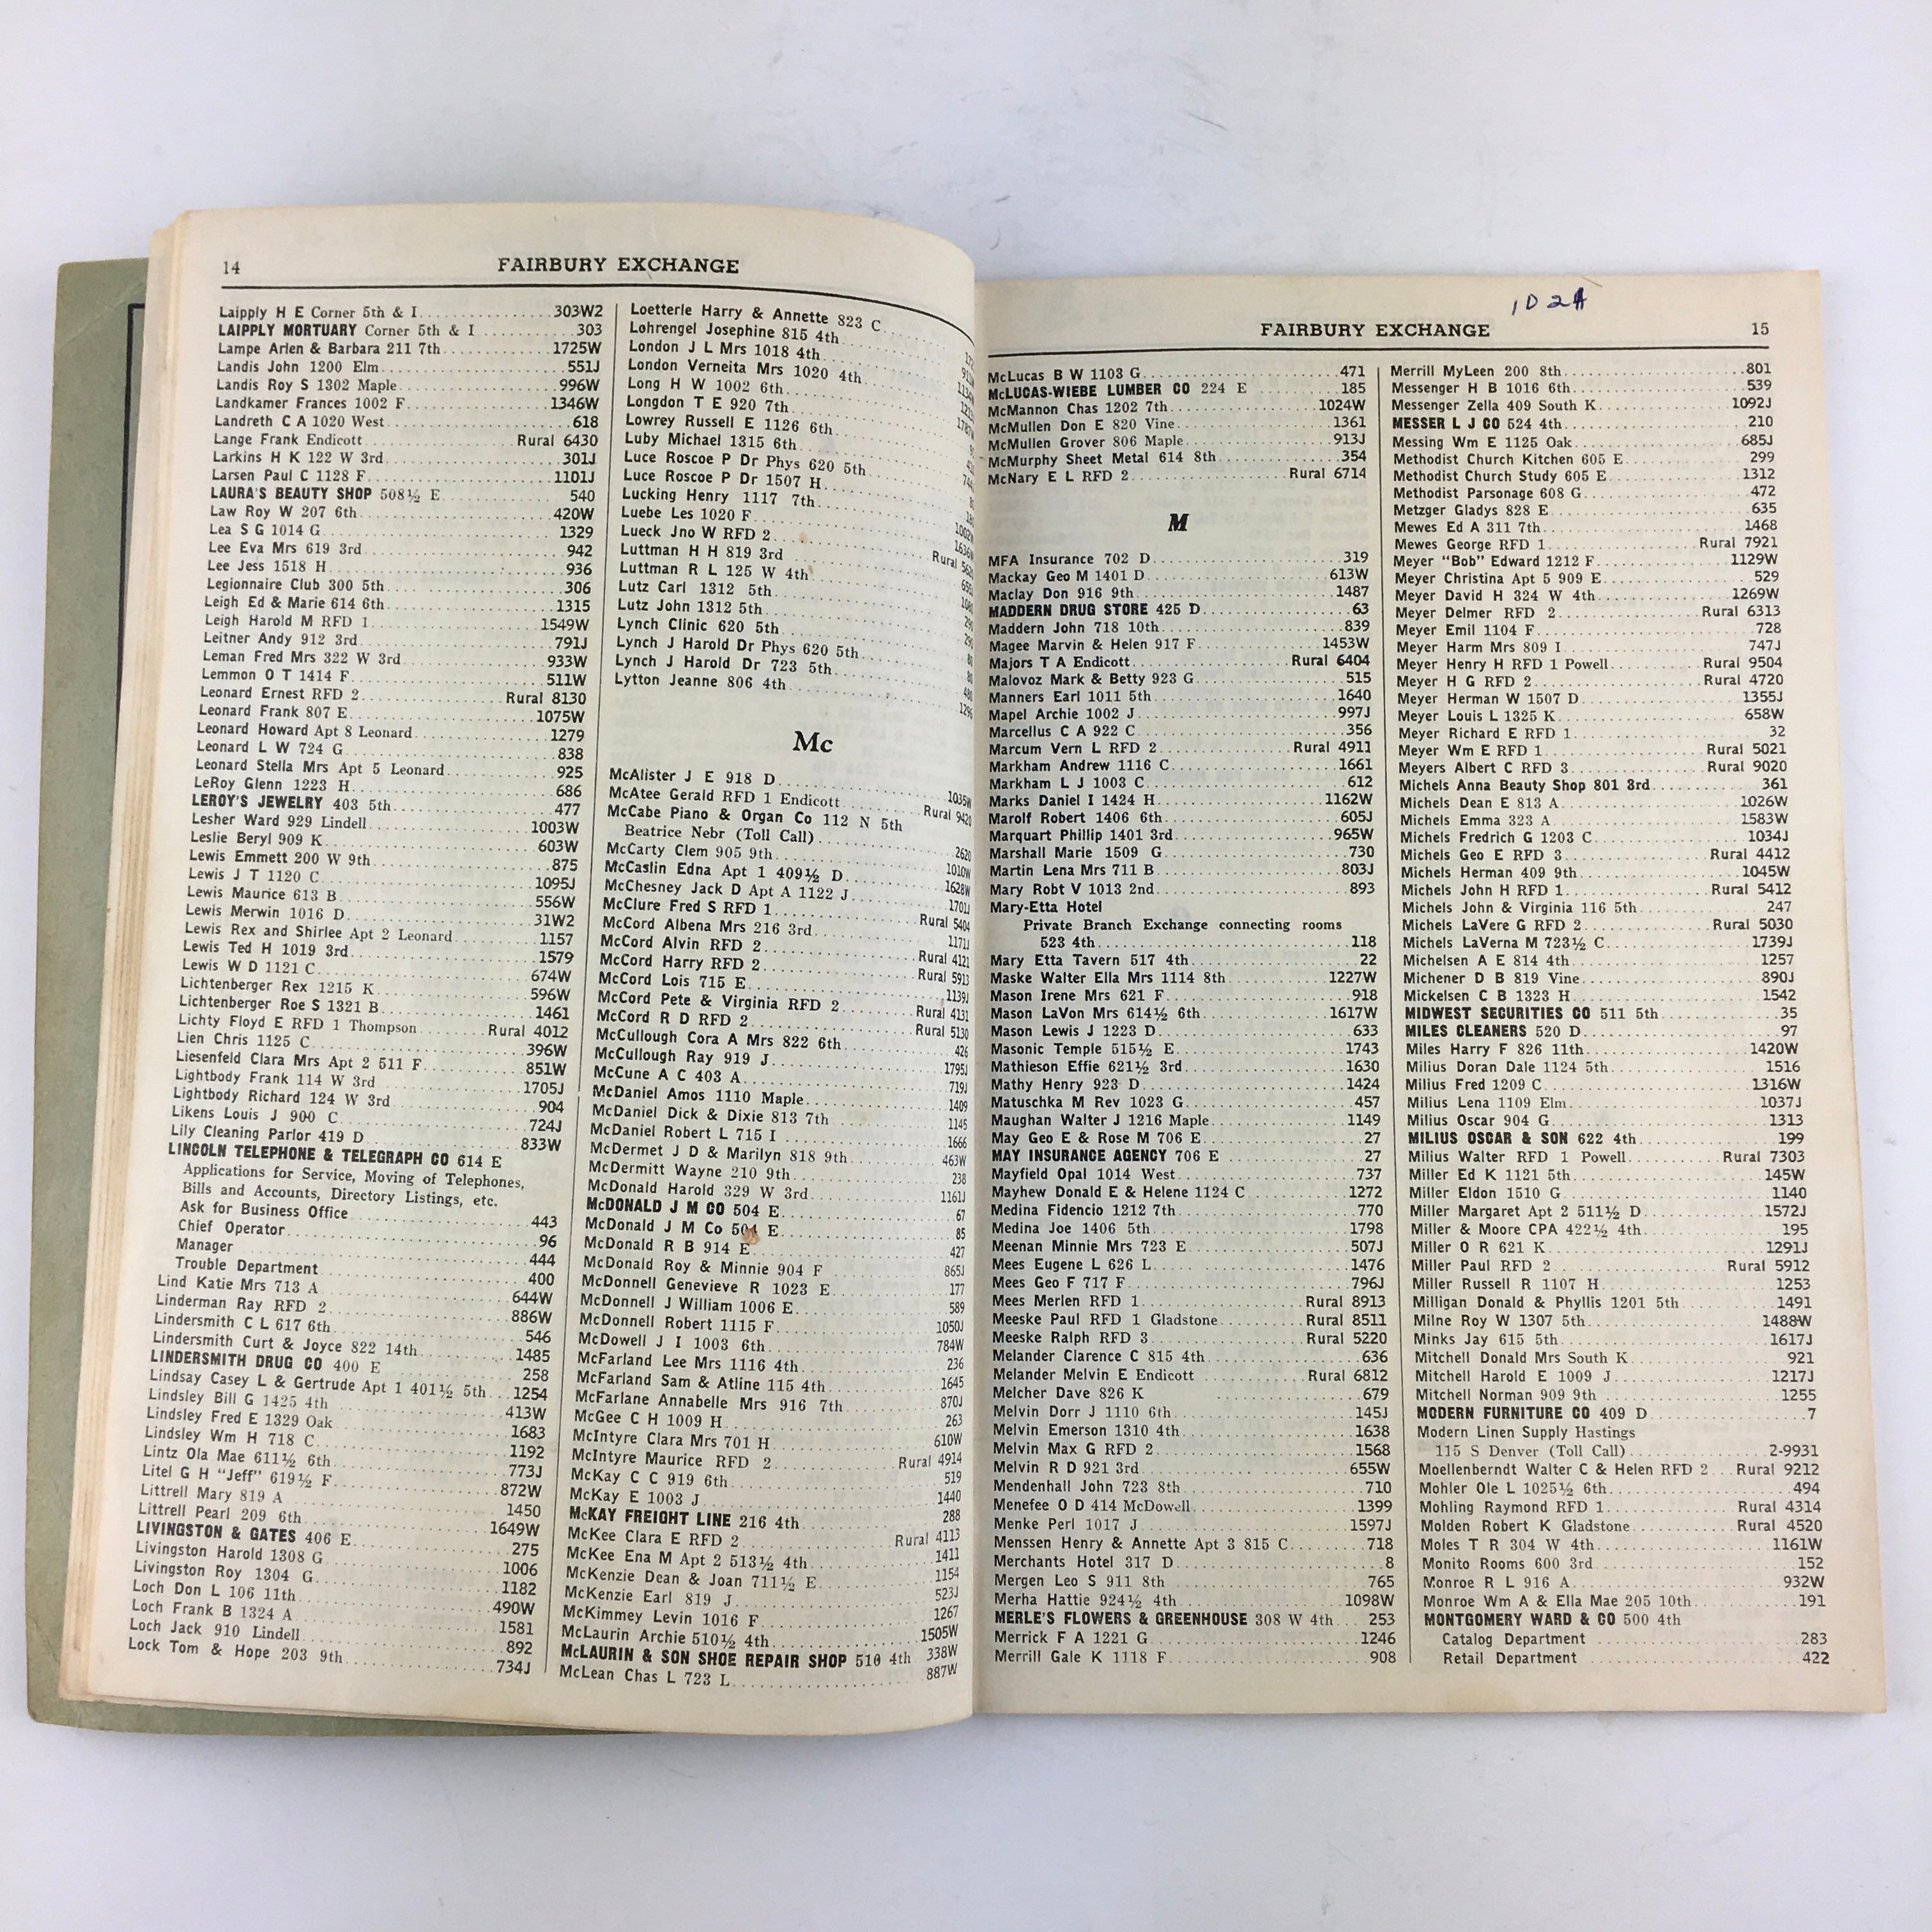 14
FAIRBURY EXCHANGE
Laipply H E Corner 5th & I 303W2
LAIPPLY MORTUARY Corner 5th & I 303
Lampe Arlen & Barbara 211 7th 1725W
Landis John 1200 Elm 551J
Landis Roy S 1302 Maple 996W
Landkamer Frances 1002 F 1346W
Landreth C A 1020 West 618
Lange Frank Endicott Rural 6430
Larkins H K 122 W 3rd 301J
Larsen Paul C 1128 F 1101J
LAURA'S BEAUTY SHOP 508½ E 540
Law Roy W 207 6th 420W
Lea S G 1014 G 1329
Lee Eva Mrs 619 3rd 942
Lee Jess 1518 H 936
Legionnaire Club 300 5th 306
Leigh Ed & Marie 614 6th 1315
Leigh Harold M RFD 1 1549W
Leitner Andy 912 3rd 791J
Leman Fred Mrs 322 W 3rd 933W
Lemmon O T 1414 F 511W
Leonard Ernest RFD 2 Rural 8130
Leonard Frank 807 E 1075W
Leonard Howard Apt 8 Leonard 1279
Leonard L W 724 G 838
Leonard Stella Mrs Apt 5 Leonard 925
LeRoy Glenn 1223 H 686
LEROY'S JEWELRY 403 5th 477
Lesher Ward 929 Lindell 1003W
Leslie Beryl 909 K 603W
Lewis Emmett 200 W 9th 875
Lewis J T 1120 C 1095J
Lewis Maurice 613 B 556W
Lewis Merwin 1016 D 31W2
Lewis Rex and Shirlee Apt 2 Leonard 1157
Lewis Ted H 1019 3rd 1579
Lewis W D 1121 C 674W
Lichtenberger Rex 1215 K 596W
Lichtenberger Roe S 1321 B 1461
Lichty Floyd E RFD 1 Thompson Rural 4012
Lien Chris 1125 C 396W
Liesenfeld Clara Mrs Apt 2 511 F 851W
Lightbody Frank 114 W 3rd 1705J
Lightbody Richard 124 W 3rd 904
Likens Louis J 900 C 724J
Lily Cleaning Parlor 419 D 833W
LINCOLN TELEPHONE & TELEGRAPH CO 614 E
Applications for Service, Moving of Telephones,
Bills and Accounts, Directory Listings, etc.
Ask for Business Office 443
Chief Operator 96
Manager 444
Trouble Department 400
Lind Katie Mrs 713 A 644W
Linderman Ray RFD 2 886W
Lindersmith C L 617 6th 546
Lindersmith Curt & Joyce 822 14th 1485
LINDERSMITH DRUG CO 400 E 258
Lindsay Casey L & Gertrude Apt 1 401½ 5th 1254
Lindsley Bill G 1425 4th 413W
Lindsley Fred E 1329 Oak 1683
Lindsley Wm H 718 C 1192
Lintz Ola Mae 611½ 6th 773J
Litel G H "Jeff" 619½ F 872W
Littrell Mary 819 A 1450
Littrell Pearl 209 6th 1649W
LIVINGSTON & GATES 406 E 275
Livingston Harold 1308 G 1006
Livingston Roy 1304 G 1182
Loch Don L 106 11th 490W
Loch Frank B 1324 A 1581
Loch Jack 910 Lindell 892
Lock Tom & Hope 203 9th 734J
Loetterle Harry & Annette 823 C
Lohrengel Josephine 815 4th
London J L Mrs 1018 4th
London Verneita Mrs 1020 4th
Long H W 1002 6th
Longdon T E 920 7th
Lowrey Russell E 1126 6th
Luby Michael 1315 6th
Luce Roscoe P Dr Phys 620 5th
Luce Roscoe P Dr 1507 H
Lucking Henry 1117 7th
Luebe Les 1020 F
Lueck Jno W RFD 2
Luttman H H 819 3rd
Luttman R L 125 W 4th
Lutz Carl 1312 5th
Lutz John 1312 5th
Lynch Clinic 620 5th
Lynch J Harold Dr Phys 620 5th
Lynch J Harold Dr 723 5th
Lytton Jeanne 806 4th
Mc
McAlister J E 918 D 1035W
McAtee Gerald RFD 1 Endicott Rural 9420
McCabe Piano & Organ Co 112 N 5th
Beatrice Nebr (Toll Call) 2620
McCarty Clem 905 9th 1010W
McCaslin Edna Apt 1 409½ D 1628W
McChesney Jack D Apt A 1122 J 1701J
McClure Fred S RFD 1 Rural 5404
McCord Albena Mrs 216 3rd 1171J
McCord Alvin RFD 2 Rural 4121
McCord Harry RFD 2 Rural 5913
McCord Lois 715 E 1139J
McCord Pete & Virginia RFD 2 Rural 4131
McCord R D RFD 2 Rural 5130
McCullough Cora A Mrs 822 6th 426
McCullough Ray 919 J 1795J
McCune A C 403 A 719J
McDaniel Amos 1110 Maple 1409
McDaniel Dick & Dixie 813 7th 1145
McDaniel Robert L 715 I 1666
McDermet J D & Marilyn 818 9th 463W
McDermitt Wayne 210 9th 238
McDonald Harold 329 W 3rd 1161J
McDONALD J M CO 504 E 67
McDonald J M Co 504 E 85
McDonald R B 914 E 427
McDonald Roy & Minnie 904 F 865J
McDonnell Genevieve R 1023 E 177
McDonnell J William 1006 E 589
McDonnell Robert 1115 F 1050J
McDowell J I 1003 6th 784W
McFarland Lee Mrs 1116 4th 236
McFarland Sam & Atline 115 4th 1645
McFarlane Annabelle Mrs 916 7th 870J
McGee C H 1009 H 263
McIntyre Clara Mrs 701 H 610W
McIntyre Maurice RFD 2 Rural 4914
McKay C C 919 6th 519
McKay E 1003 J 1440
McKAY FREIGHT LINE 216 4th 288
McKee Clara E RFD 2 Rural 4113
McKee Ena M Apt 2 513½ 4th 1411
McKenzie Dean & Joan 711½ E 1154
McKenzie Earl 819 J 523J
McKimmey Levin 1016 F 1267
McLaurin Archie 510½ 4th 1505W
McLAURIN & SON SHOE REPAIR SHOP 510 4th 338W
McLean Chas L 723 L 887W
1D2A
FAIRBURY EXCHANGE
15
McLucas B W 1103 G 471
McLUCAS-WIEBE LUMBER CO 224 E 185
McMannon Chas 1202 7th 1024W
McMullen Don E 820 Vine 1361
McMullen Grover 806 Maple 913J
McMurphy Sheet Metal 614 8th 354
McNary E L RFD 2 Rural 6714
M
MFA Insurance 702 D 319
Mackay Geo M 1401 D 613W
Maclay Don 916 9th 1487
MADDERN DRUG STORE 425 D 63
Maddern John 718 10th 839
Magee Marvin & Helen 917 F 1453W
Majors T A Endicott Rural 6404
Malovoz Mark & Betty 923 G 515
Manners Earl 1011 5th 1640
Mapel Archie 1002 J 997J
Marcellus C A 922 C 356
Marcum Vern L RFD 2 Rural 4911
Markham Andrew 1116 C 1661
Markham L J 1003 C 612
Marks Daniel I 1424 H 1162W
Marolf Robert 1406 6th 605J
Marquart Phillip 1401 3rd 965W
Marshall Marie 1509 G 730
Martin Lena Mrs 711 B 803J
Mary Robt V 1013 2nd 893
Mary-Etta Hotel
Private Branch Exchange connecting rooms
523 4th 118
Mary Etta Tavern 517 4th 22
Maske Walter Ella Mrs 1114 8th 1227W
Mason Irene Mrs 621 F 918
Mason LaVon Mrs 614½ 6th 1617W
Mason Lewis J 1223 D 633
Masonic Temple 515½ E 1743
Mathieson Effie 621½ 3rd 1630
Mathy Henry 923 D 1424
Matuschka M Rev 1023 G 457
Maughan Walter J 1216 Maple 1149
May Geo E & Rose M 706 E 27
MAY INSURANCE AGENCY 706 E 27
Mayfield Opal 1014 West 737
Mayhew Donald E & Helene 1124 C 1272
Medina Fidencio 1212 7th 770
Medina Joe 1406 5th 1798
Meenan Minnie Mrs 723 E 507J
Mees Eugene L 626 L 1476
Mees Geo F 717 F 796J
Mees Merlen RFD 1 Rural 8913
Meeske Paul RFD 1 Gladstone Rural 8511
Meeske Ralph RFD 3 Rural 5220
Melander Clarence C 815 4th 636
Melander Melvin E Endicott Rural 6812
Melcher Dave 826 K 679
Melvin Dorr J 1110 6th 145J
Melvin Emerson 1310 4th 1638
Melvin Max G RFD 2 1568
Melvin R D 921 3rd 655W
Mendenhall John 723 8th 710
Menefee O D 414 McDowell 1399
Menke Perl 1017 J 1597J
Menssen Henry & Annette Apt 3 815 C 718
Merchants Hotel 317 D 8
Mergen Leo S 911 8th 765
Merha Hattie 924½ 4th 1098W
MERLE'S FLOWERS & GREENHOUSE 308 W 4th 253
Merrick F A 1221 G 1246
Merrill Gale K 1118 F 908
Merrill MyLeen 200 8th 801
Messenger H B 1016 6th 539
Messenger Zella 409 South K 1092J
MESSER L J CO 524 4th 210
Messing Wm E 1125 Oak 685J
Methodist Church Kitchen 605 E 299
Methodist Church Study 605 E 1312
Methodist Parsonage 608 G 472
Metzger Gladys 828 E 635
Mewes Ed A 311 7th 1468
Mewes George RFD 1 Rural 7921
Meyer "Bob" Edward 1212 F 1129W
Meyer Christina Apt 5 909 E 529
Meyer David H 324 W 4th 1269W
Meyer Delmer RFD 2 Rural 6313
Meyer Emil 1104 F 728
Meyer Harm Mrs 809 I 747J
Meyer Henry H RFD 1 Powell Rural 9504
Meyer H G RFD 2 Rural 4720
Meyer Herman W 1507 D 1355J
Meyer Louis L 1325 K 658W
Meyer Richard E RFD 1 32
Meyer Wm E RFD 1 Rural 5021
Meyers Albert C RFD 3 Rural 9020
Michels Anna Beauty Shop 801 3rd 361
Michels Dean E 813 A 1026W
Michels Emma 323 A 1583W
Michels Fredrich G 1203 C 1034J
Michels Geo E RFD 3 Rural 4412
Michels Herman 409 9th 1045W
Michels John H RFD 1 Rural 5412
Michels John & Virginia 116 5th 247
Michels LaVere G RFD 2 Rural 5030
Michels LaVerna M 723½ C 1739J
Michelsen A E 814 4th 1257
Michener D B 819 Vine 890J
Mickelsen C B 1323 H 1542
MIDWEST SECURITIES CO 511 5th 35
MILES CLEANERS 520 D 97
Miles Harry F 826 11th 1420W
Milius Doran Dale 1124 5th 1516
Milius Fred 1209 C 1316W
Milius Lena 1109 Elm 1037J
Milius Oscar 904 G 1313
MILIUS OSCAR & SON 622 4th 199
Milius Walter RFD 1 Powell Rural 7303
Miller Ed K 1121 5th 145W
Miller Eldon 1510 G 1140
Miller Margaret Apt 2 511½ D 1572J
Miller & Moore CPA 422½ 4th 195
Miller O R 621 K 1291J
Miller Paul RFD 2 Rural 5912
Miller Russell R 1107 H 1253
Milligan Donald & Phyllis 1201 5th 1491
Milne Roy W 1307 5th 1488W
Minks Jay 615 5th 1617J
Mitchell Donald Mrs South K 921
Mitchell Harold E 1009 J 1217J
Mitchell Norman 909 9th 1255
MODERN FURNITURE CO 409 D 7
Modern Linen Supply Hastings
115 S Denver (Toll Call) 2-9931
Moellenberndt Walter C & Helen RFD 2 Rural 9212
Mohler Ole L 1025½ 6th 494
Mohling Raymond RFD 1 Rural 4314
Molden Robert K Gladstone Rural 4520
Moles T R 304 W 4th 1161W
Monito Rooms 600 3rd 152
Monroe R L 916 A 932W
Monroe Wm A & Ella Mae 205 10th 191
MONTGOMERY WARD & CO 500 4th
Catalog Department 283
Retail Department 422